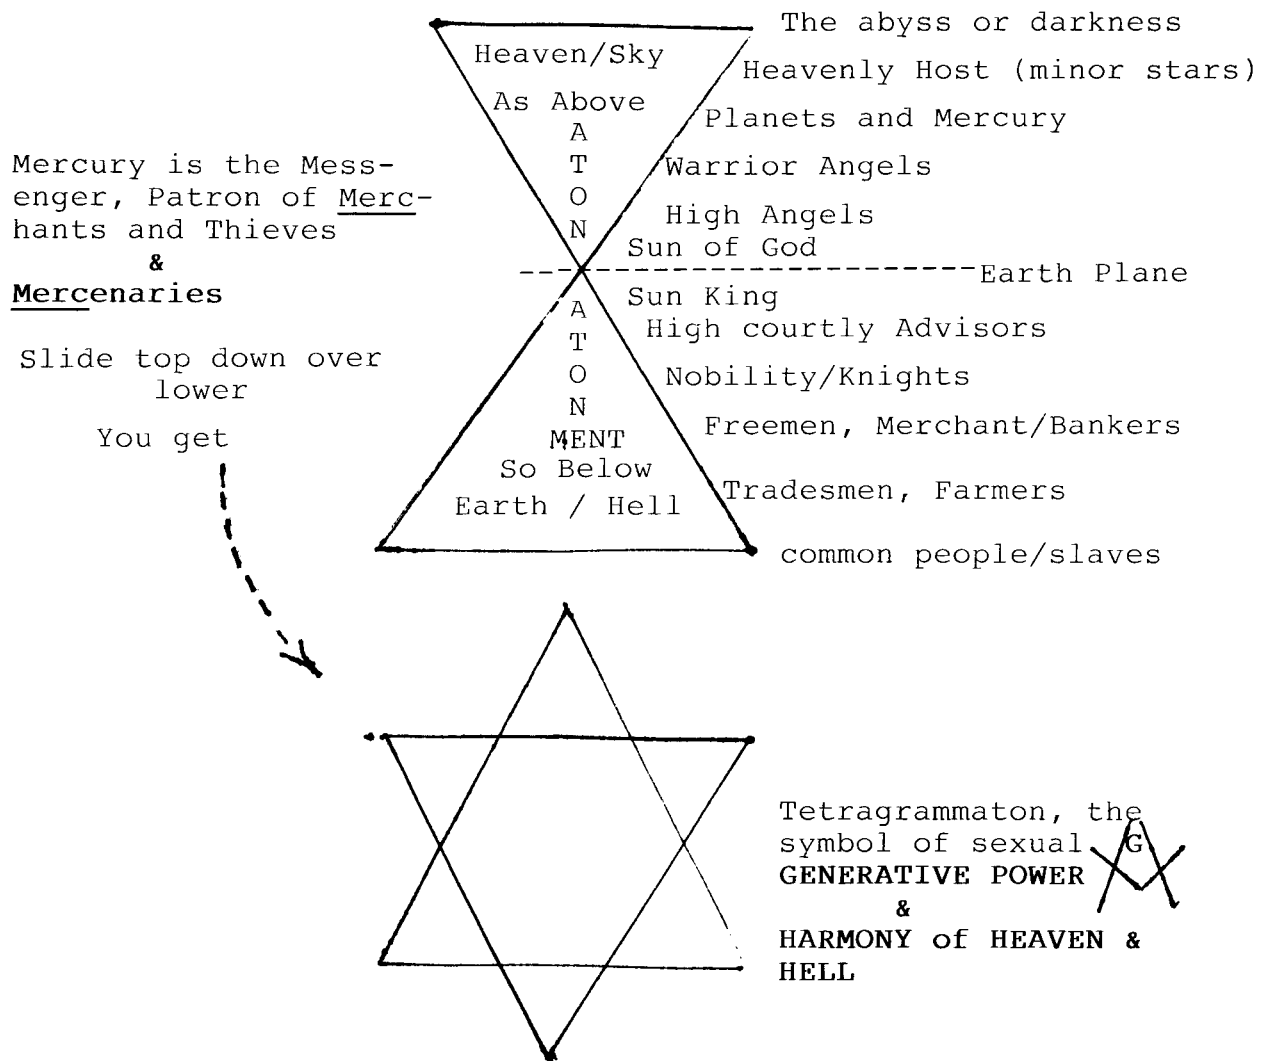 The abyss or darkness
Heaven/Sky
Heavenly Host (minor stars)
As Above
Planets and Mercury
A
T
O
N
Warrior Angels
High Angels
Sun of God
Mercury is the Mess-
enger, Patron of Merc-
hants and Thieves
&
Mercenaries
Earth Plane
Sun King
High courtly Advisors
A
T
O
N
MENT
Nobility/Knights
Freemen, Merchant/Bankers
So Below
Earth / Hell
Tradesmen, Farmers
common people/slaves
Slide top down over
lower
You get
Tetragrammaton, the
symbol of sexual G
GENERATIVE POWER
&
HARMONY of HEAVEN &
HELL